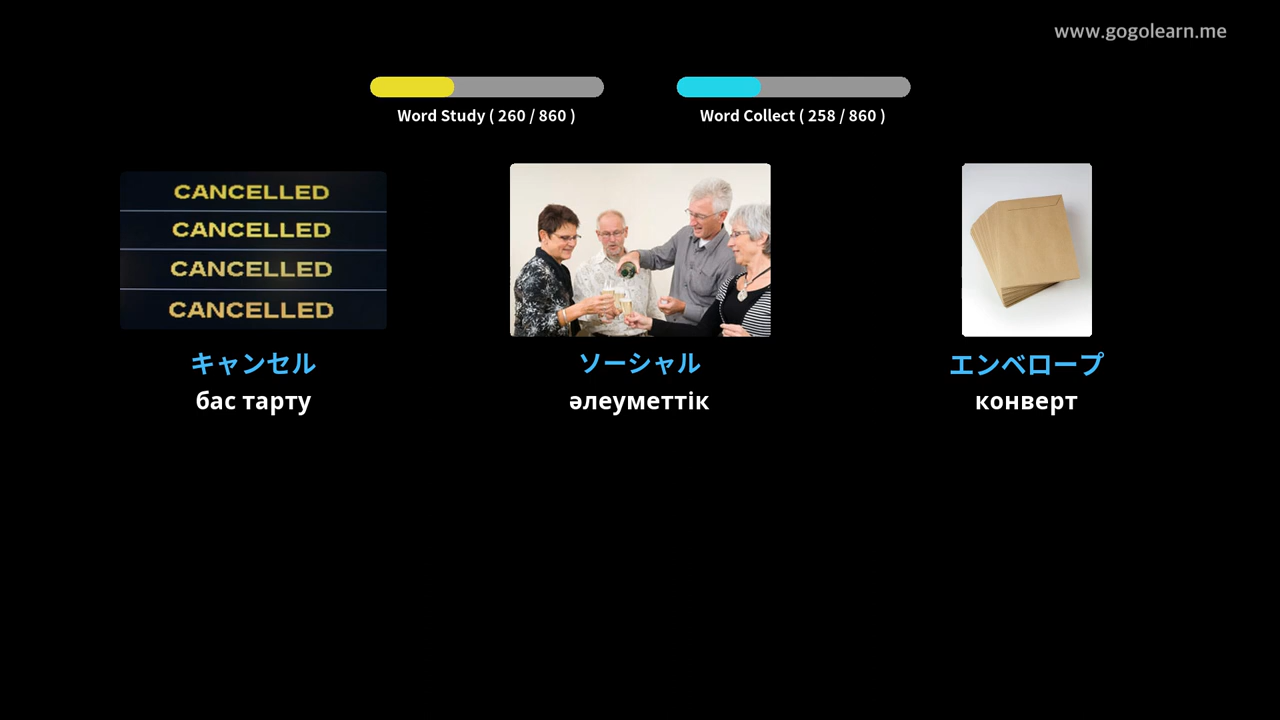 www.gogolearn.me
Word Study ( 260 / 860 )
Word Collect ( 258 / 860 )
CANCELLED
CANCELLED
CANCELLED
CANCELLED
キャンセル
бас тарту
ソーシャル
әлеуметтік
エンベロープ
конверт